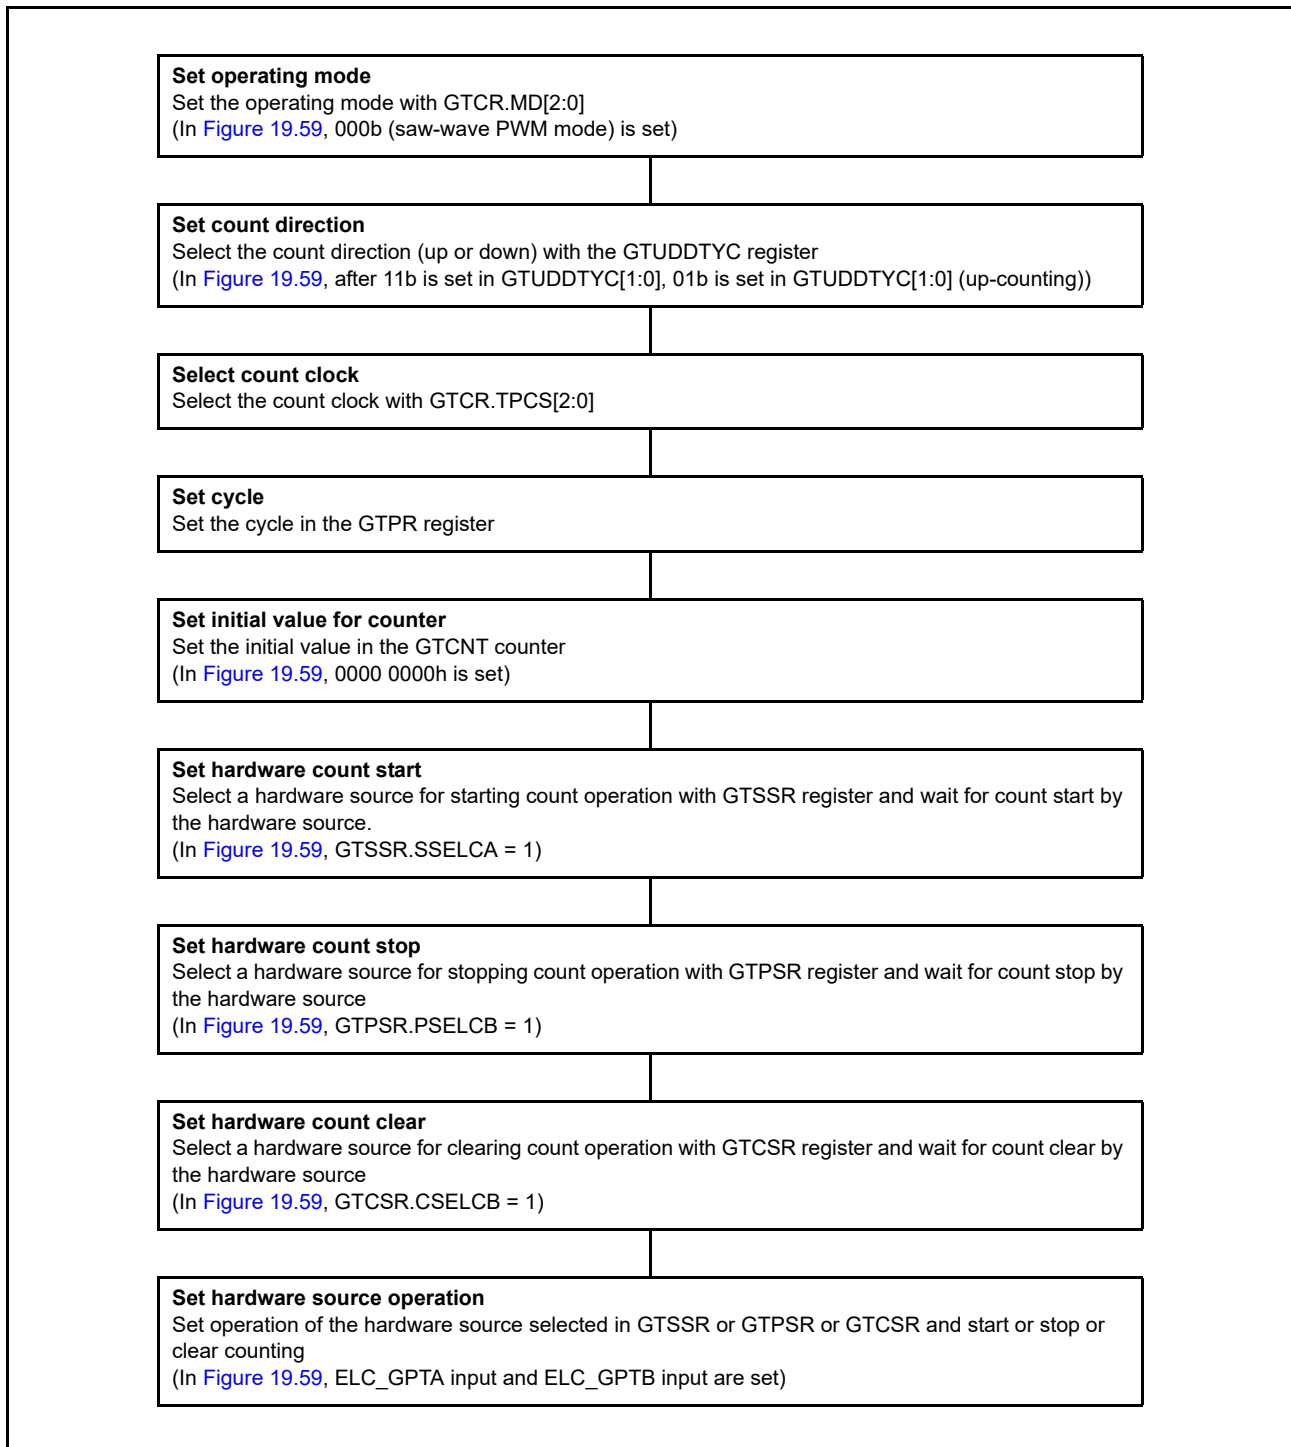 Set operating mode
Set the operating mode with GTCR.MD[2:0]
(In Figure 19.59, 000b (saw-wave PWM mode) is set)
Set count direction
Select the count direction (up or down) with the GTUDDTYC register
(In Figure 19.59, after 11b is set in GTUDDTYC[1:0], 01b is set in GTUDDTYC[1:0] (up-counting))
Select count clock
Select the count clock with GTCR.TPCS[2:0]
Set cycle
Set the cycle in the GTPR register
Set initial value for counter
Set the initial value in the GTCNT counter
(In Figure 19.59, 0000 0000h is set)
Set hardware count start
Select a hardware source for starting count operation with GTSSR register and wait for count start by
the hardware source.
(In Figure 19.59, GTSSR.SSELCA = 1)
Set hardware count stop
Select a hardware source for stopping count operation with GTPSR register and wait for count stop by
the hardware source
(In Figure 19.59, GTPSR.PSELCB = 1)
Set hardware count clear
Select a hardware source for clearing count operation with GTCSR register and wait for count clear by
the hardware source
(In Figure 19.59, GTCSR.CSELCB = 1)
Set hardware source operation
Set operation of the hardware source selected in GTSSR or GTPSR or GTCSR and start or stop or
clear counting
(In Figure 19.59, ELC_GPTA input and ELC_GPTB input are set)